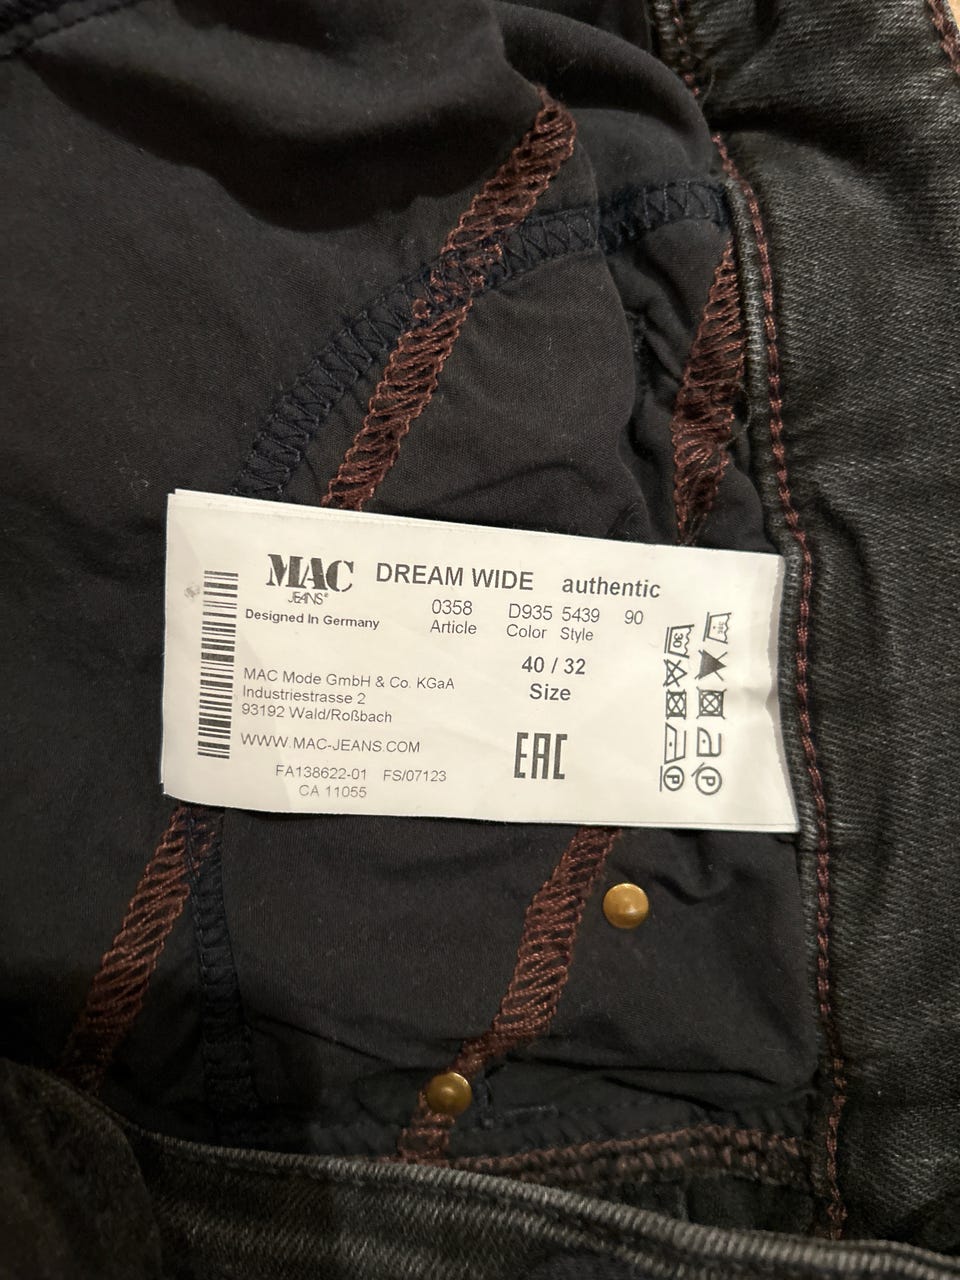 MAC
JEANS®
DREAM WIDE authentic
0358 D935 5439 90
Article Color Style
Designed In Germany
40 / 32
Size
MAC Mode GmbH & Co. KGaA
Industriestrasse 2
93192 Wald/Roßbach
WWW.MAC-JEANS.COM
EAC
FA138622-01 FS/07123
CA 11055
30
P
P